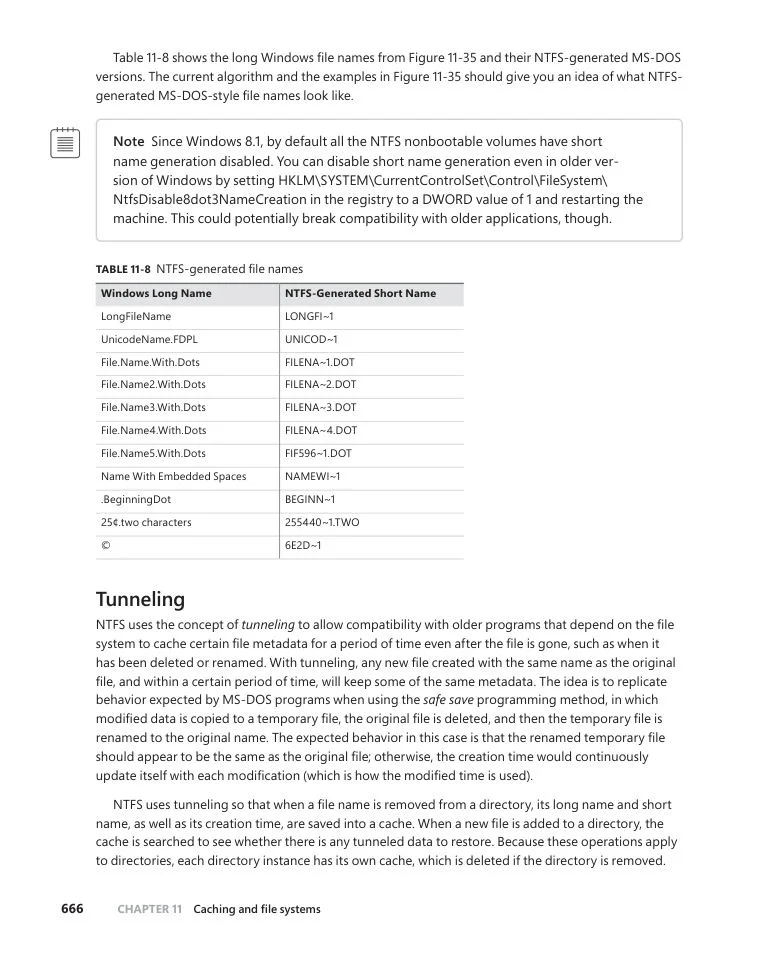 Table 11-8 shows the long Windows file names from Figure 11-35 and their NTFS-generated MS-DOS
versions. The current algorithm and the examples in Figure 11-35 should give you an idea of what NTFS-
generated MS-DOS-style file names look like.
Note Since Windows 8.1, by default all the NTFS nonbootable volumes have short
name generation disabled. You can disable short name generation even in older ver-
sion of Windows by setting HKLM\SYSTEM\CurrentControlSet\Control\FileSystem\
NtfsDisable8dot3NameCreation in the registry to a DWORD value of 1 and restarting the
machine. This could potentially break compatibility with older applications, though.
TABLE 11-8 NTFS-generated file names
Windows Long Name NTFS-Generated Short Name
LongFileName LONGFI~1
UnicodeName.FDPL UNICOD~1
File.Name.With.Dots FILENA~1.DOT
File.Name2.With.Dots FILENA~2.DOT
File.Name3.With.Dots FILENA~3.DOT
File.Name4.With.Dots FILENA~4.DOT
File.Name5.With.Dots FIF596~1.DOT
Name With Embedded Spaces NAMEWI~1
.BeginningDot BEGINN~1
25¢.two characters 255440~1.TWO
© 6E2D~1
Tunneling
NTFS uses the concept of tunneling to allow compatibility with older programs that depend on the file
system to cache certain file metadata for a period of time even after the file is gone, such as when it
has been deleted or renamed. With tunneling, any new file created with the same name as the original
file, and within a certain period of time, will keep some of the same metadata. The idea is to replicate
behavior expected by MS-DOS programs when using the safe save programming method, in which
modified data is copied to a temporary file, the original file is deleted, and then the temporary file is
renamed to the original name. The expected behavior in this case is that the renamed temporary file
should appear to be the same as the original file; otherwise, the creation time would continuously
update itself with each modification (which is how the modified time is used).
NTFS uses tunneling so that when a file name is removed from a directory, its long name and short
name, as well as its creation time, are saved into a cache. When a new file is added to a directory, the
cache is searched to see whether there is any tunneled data to restore. Because these operations apply
to directories, each directory instance has its own cache, which is deleted if the directory is removed.
666 CHAPTER 11 Caching and file systems